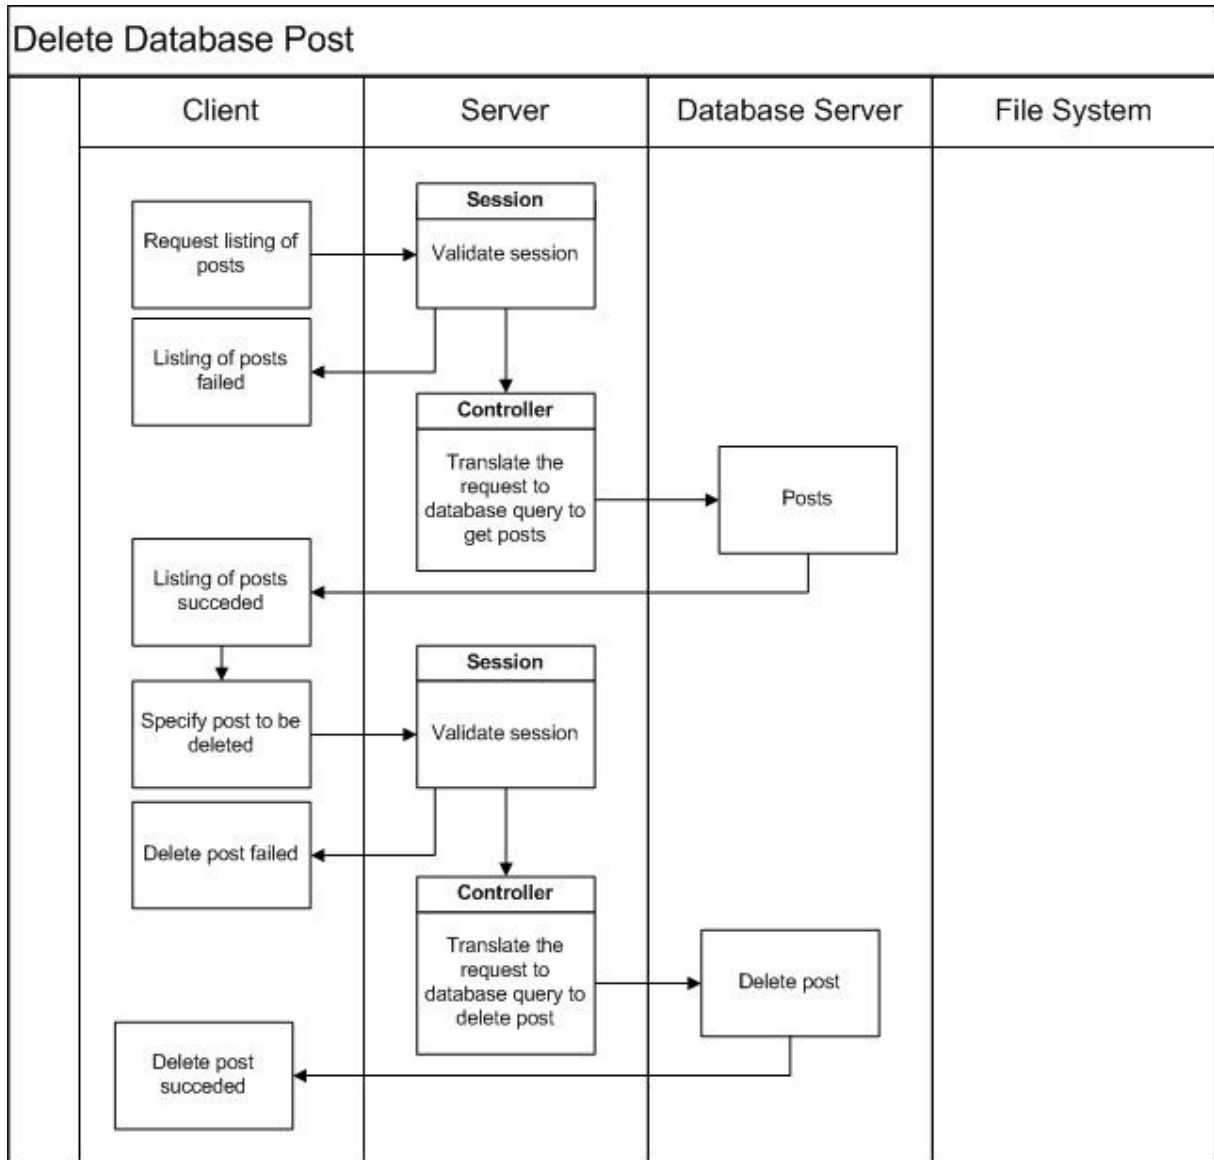 Delete Database Post
Client
Server
Database Server
File System
Session
Request listing of
posts
Validate session
Listing of posts
failed
Controller
Translate the
request to
database query to
get posts
Posts
Listing of posts
succeded
Session
Specify post to be
deleted
Validate session
Delete post failed
Controller
Translate the
request to
database query to
delete post
Delete post
Delete post
succeded